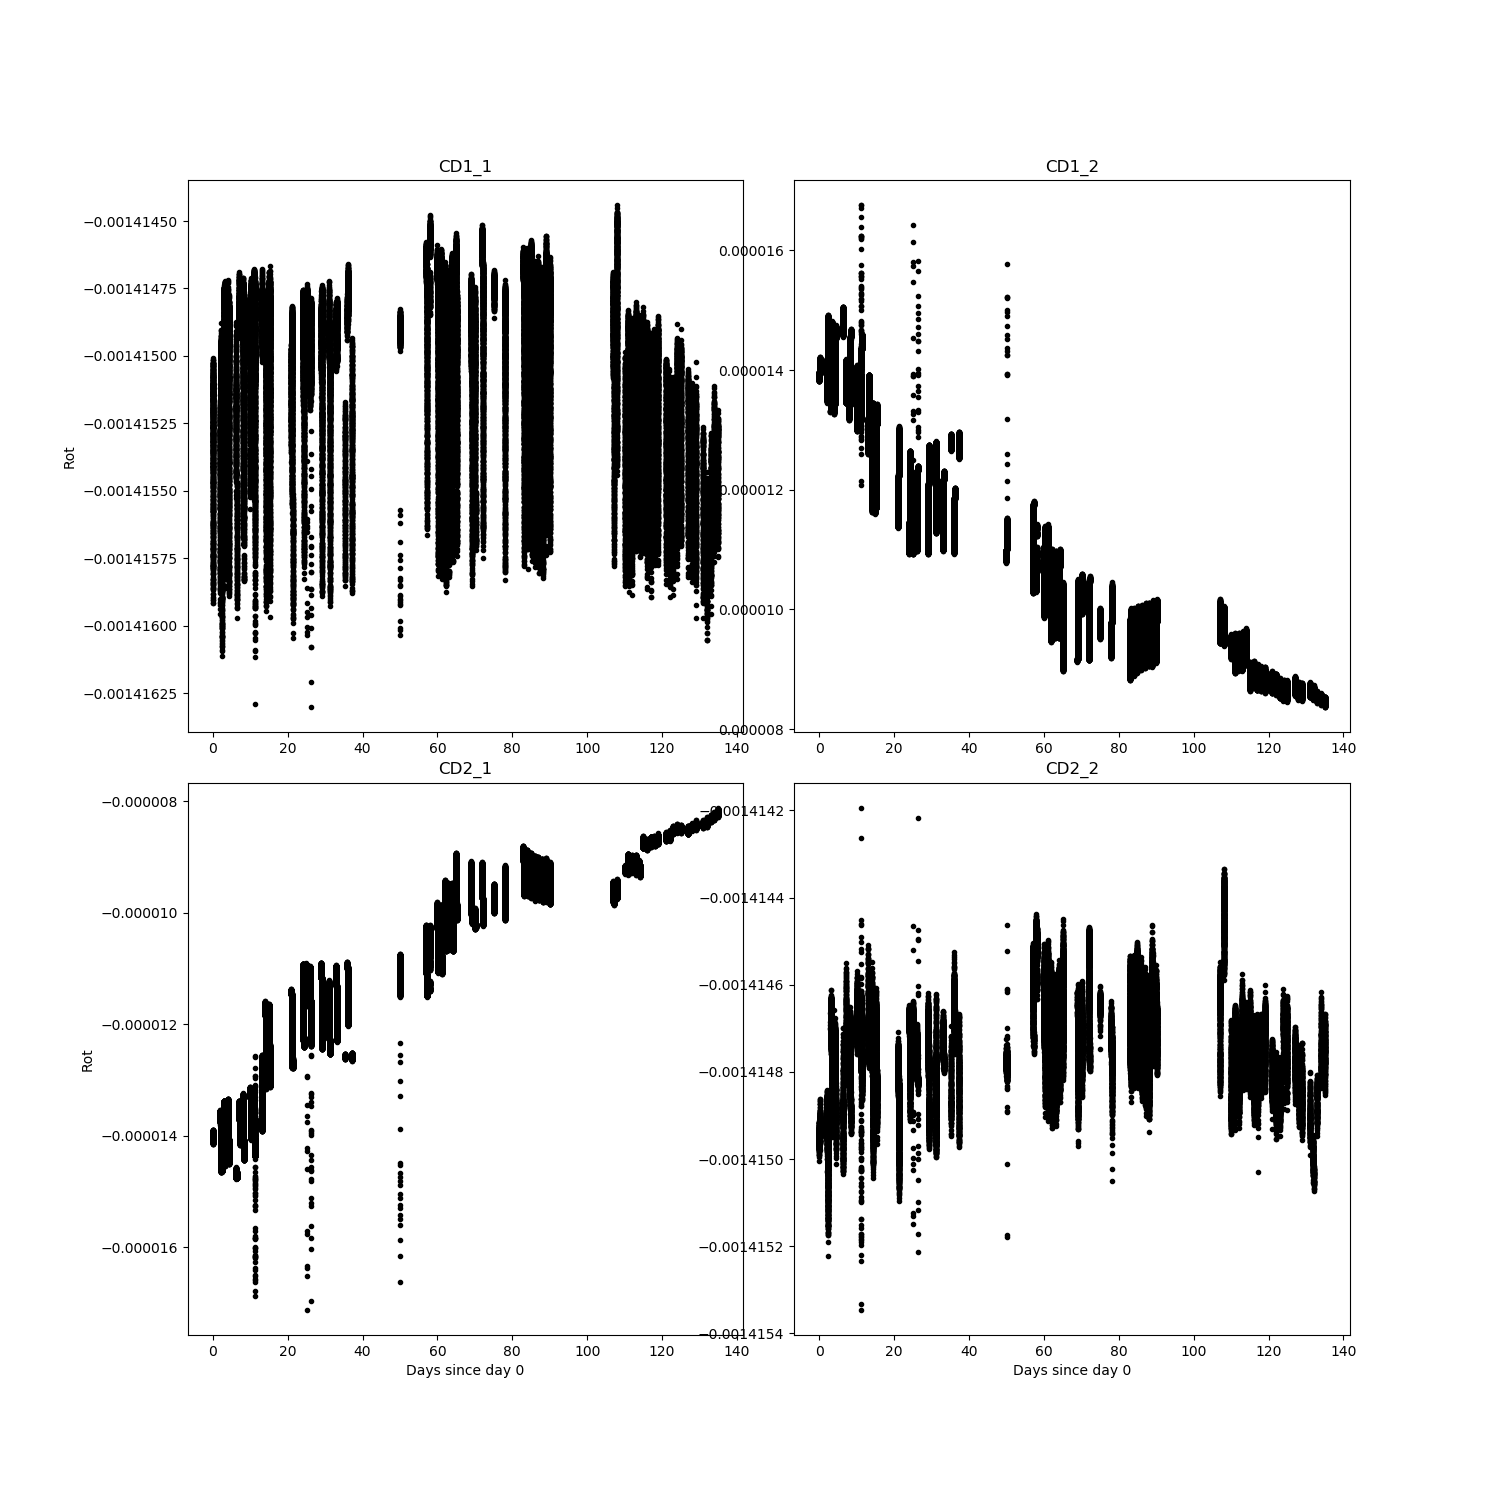 CD1_1
CD1_2
−0.00141450
−0.00141475
−0.00141500
−0.00141525
−0.00141550
−0.00141575
−0.00141600
−0.00141625
Rot
0 20 40 60 80 100 120 140
0.000016
0.000014
0.000012
0.000010
0.000008
0 20 40 60 80 100 120 140
CD2_1
CD2_2
−0.000008
−0.000010
−0.000012
−0.000014
−0.000016
Rot
0 20 40 60 80 100 120 140
Days since day 0
−0.0014142
−0.0014144
−0.0014146
−0.0014148
−0.0014150
−0.0014152
−0.0014154
0 20 40 60 80 100 120 140
Days since day 0